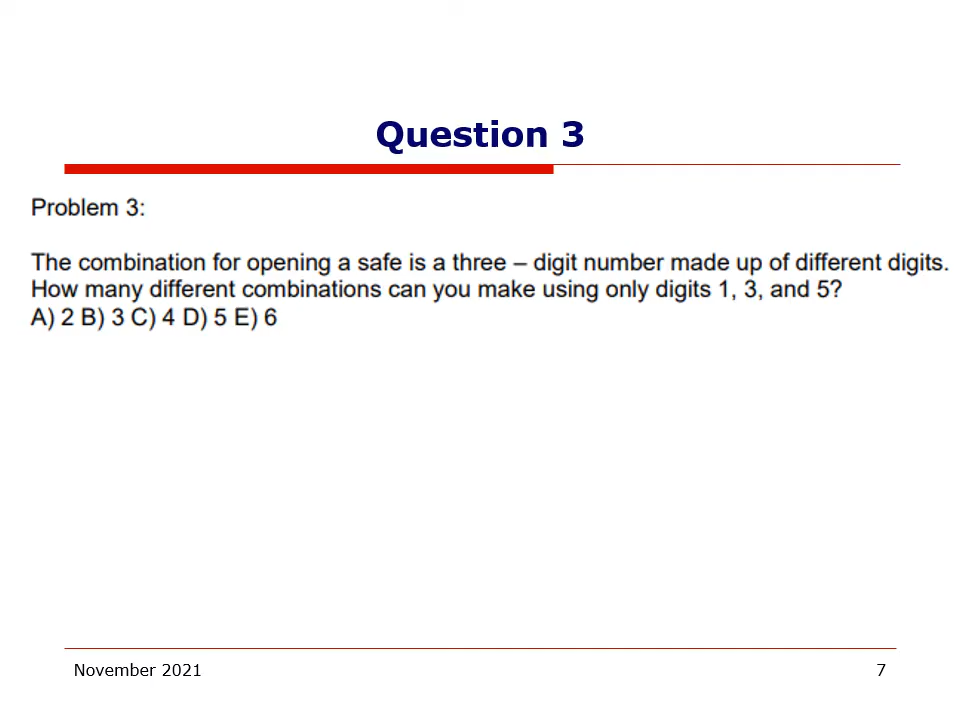 Question 3
Problem 3:
The combination for opening a safe is a three – digit number made up of different digits.
How many different combinations can you make using only digits 1, 3, and 5?
A) 2 B) 3 C) 4 D) 5 E) 6
November 2021
7